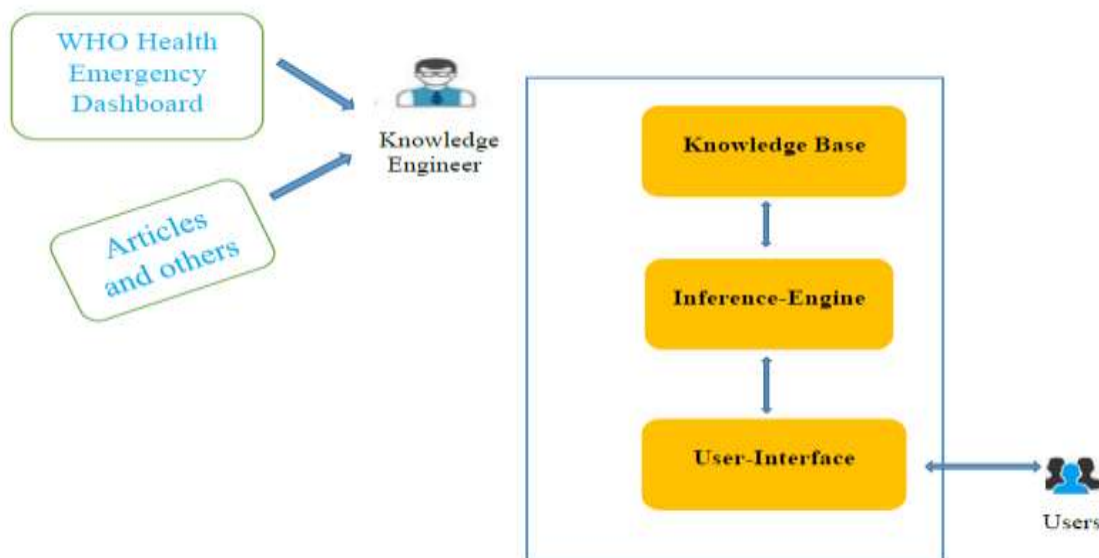 WHO Health
Emergency
Dashboard
Knowledge
Engineer
Articles
and others
Knowledge Base
Inference-Engine
User-Interface
Users